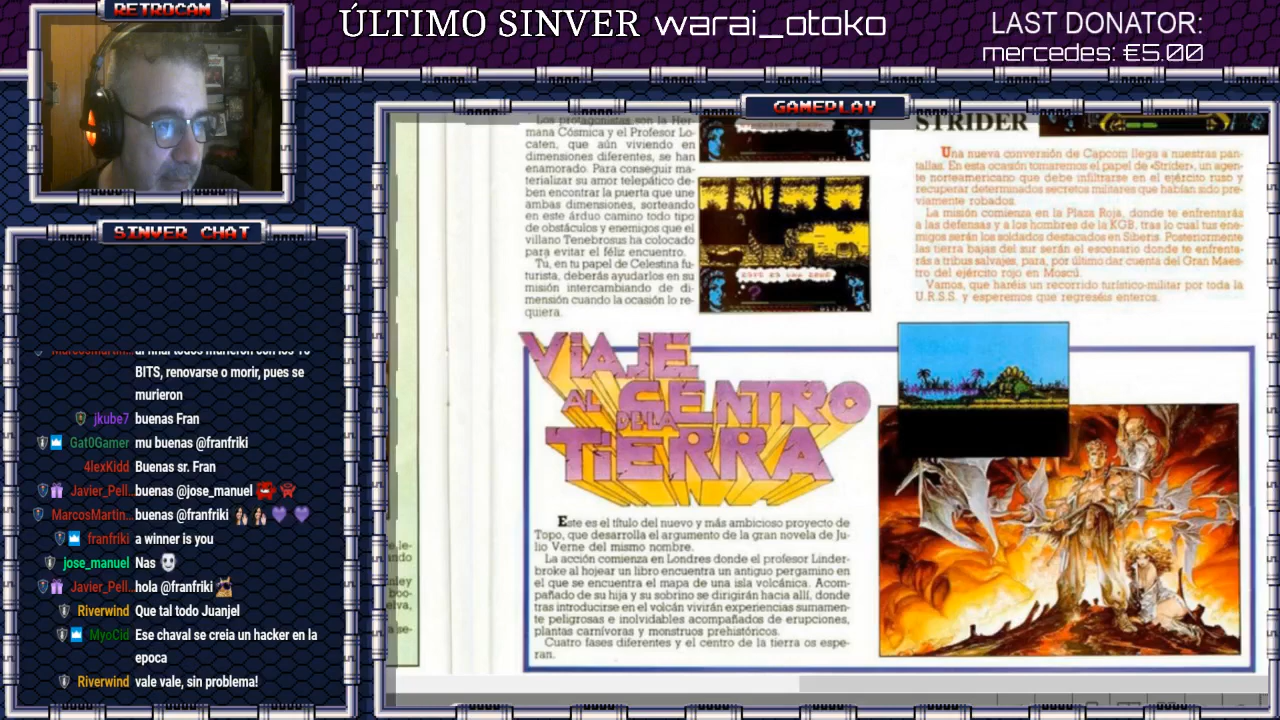 RETROCAM
ÚLTIMO SINVER warai_otoko
LAST DONATOR:
mercedes: €5.00
SINVER CHAT
al final todos murieron con los 16
BITS, renovarse o morir, pues se
murieron
jkube7 buenas Fran
Gat0Gamer mu buenas @franfriki
4lexKidd Buenas sr. Fran
Javier_Pell... buenas @jose_manuel
MarcosMartin... buenas @franfriki
franfriki a winner is you
jose_manuel Nas
Javier_Pell... hola @franfriki
Riverwind Que tal todo Juanjel
MyoCid Ese chaval se creia un hacker en la
epoca
Riverwind vale vale, sin problema!
GAMEPLAY
Los protagonistas son la Her-
mana Cósmica y el Profesor Lo-
caten, que aún viviendo en
dimensiones diferentes, se han
enamorado. Para conseguir ma-
terializar su amor telepático de-
ben encontrar la puerta que une
ambas dimensiones, sorteando
en este árduo camino todo tipo
de obstáculos y enemigos que el
villano Tenebrosus ha colocado
para evitar el féliz encuentro.
Tú, en tu papel de Celestina fu-
turista, deberás ayudarlos en su
misión intercambiando de di-
mensión cuando la ocasión lo re-
quiera.
STRIDER
Una nueva conversión de Capcom llega a nuestras pan-
tallas. En esta ocasión tomaremos el papel de «Strider», un agen-
te norteamericano que debe infiltrarse en el ejército ruso y
recuperar determinados secretos militares que habían sido pre-
viamente robados.
La misión comienza en la Plaza Roja, donde te enfrentarás
a las defensas y a los hombres de la KGB, tras lo cual tus ene-
migos serán los soldados destacados en Siberia. Posteriormente
las tierra bajas del sur serán el escenario donde te enfrenta-
rás a tribus salvajes, para, por último dar cuenta del Gran Maes-
tro del ejército rojo en Moscú.
Vamos, que haréis un recorrido turístico-militar por toda la
U.R.S.S. y esperemos que regreséis enteros.
VIAJE
AL CENTRO
DE LA
TIERRA
Este es el título del nuevo y más ambicioso proyecto de
Topo, que desarrolla el argumento de la gran novela de Ju-
lio Verne del mismo nombre.
La acción comienza en Londres donde el profesor Linder-
broke al hojear un libro encuentra un antiguo pergamino en
el que se encuentra el mapa de una isla volcánica. Acom-
pañado de su hija y su sobrino se dirigirán hacia allí, donde
tras introducirse en el volcán vivirán experiencias sumamen-
te peligrosas e inolvidables acompañados de erupciones,
plantas carnívoras y monstruos prehistóricos.
Cuatro fases diferentes y el centro de la tierra os espe-
ran.